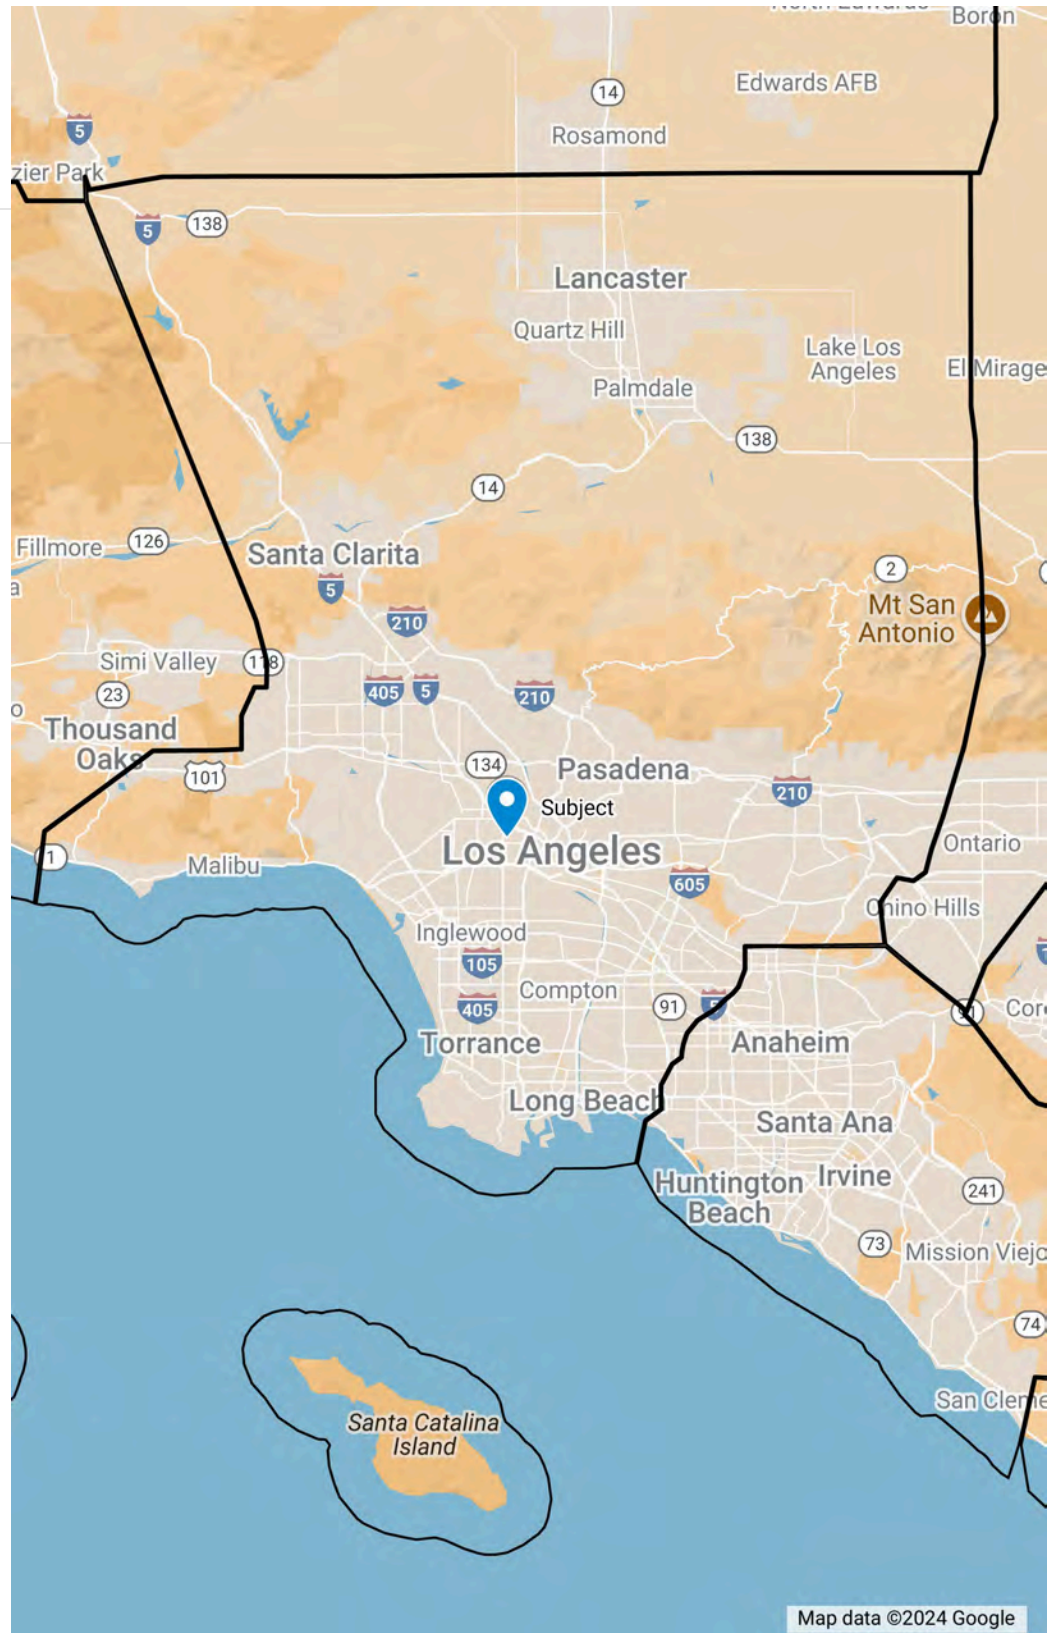 Boron
Edwards AFB
14
Rosamond
5
zier Park
138
5
Lancaster
Quartz Hill
Lake Los
Angeles
El Mirage
Palmdale
138
14
Fillmore
126
Santa Clarita
2
5
Mt San
Antonio
210
Simi Valley
118
23
405
5
210
Thousand
Oaks
101
134
Pasadena
210
Subject
Los Angeles
Ontario
1
Malibu
605
Chino Hills
Inglewood
105
Compton
91
5
405
91
Torrance
Anaheim
Long Beach
Santa Ana
Huntington
Beach
Irvine
241
73
Mission Viejo
74
San Cleme
Santa Catalina
Island
Map data ©2024 Google